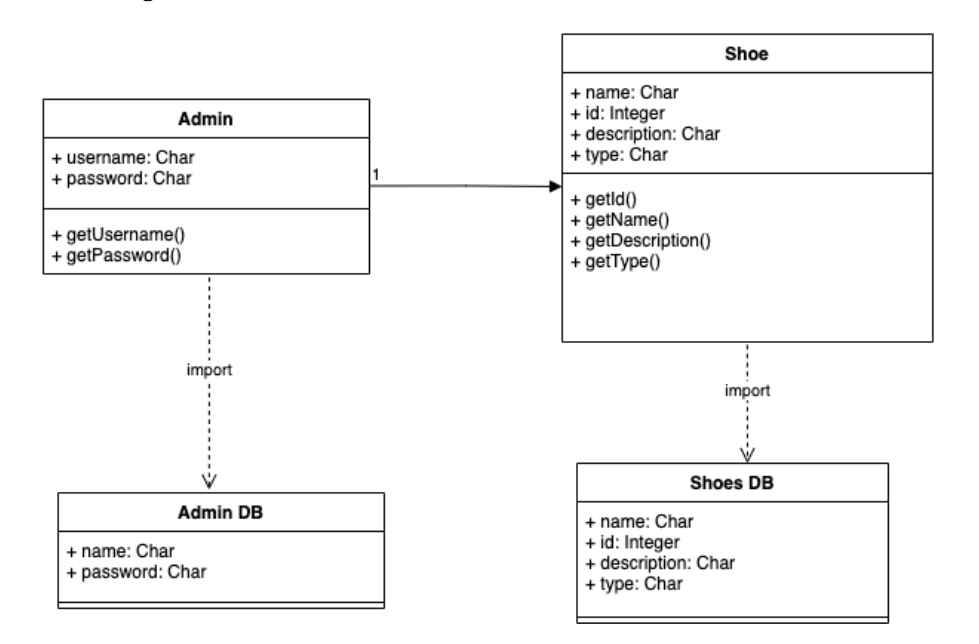 Admin
+ username: Char
+ password: Char
+ getUsername()
+ getPassword()
1
Shoe
+ name: Char
+ id: Integer
+ description: Char
+ type: Char
+ getId()
+ getName()
+ getDescription()
+ getType()
import
import
Admin DB
+ name: Char
+ password: Char
Shoes DB
+ name: Char
+ id: Integer
+ description: Char
+ type: Char